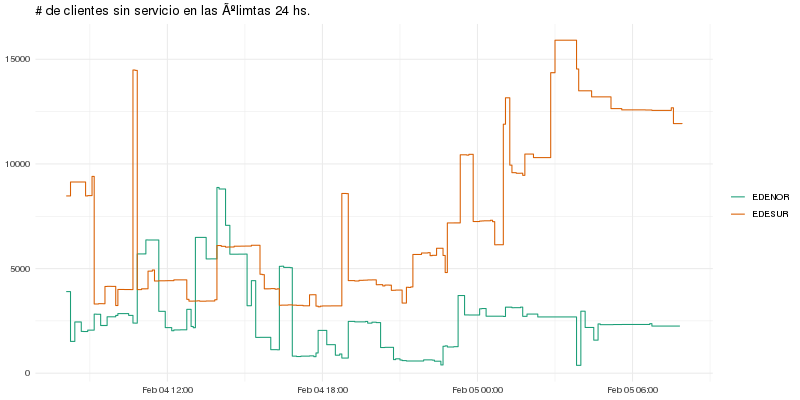 # de clientes sin servicio en las Ãºlimtas 24 hs.
15000
10000
5000
0
Feb 04 12:00
Feb 04 18:00
Feb 05 00:00
Feb 05 06:00
EDENOR
EDESUR